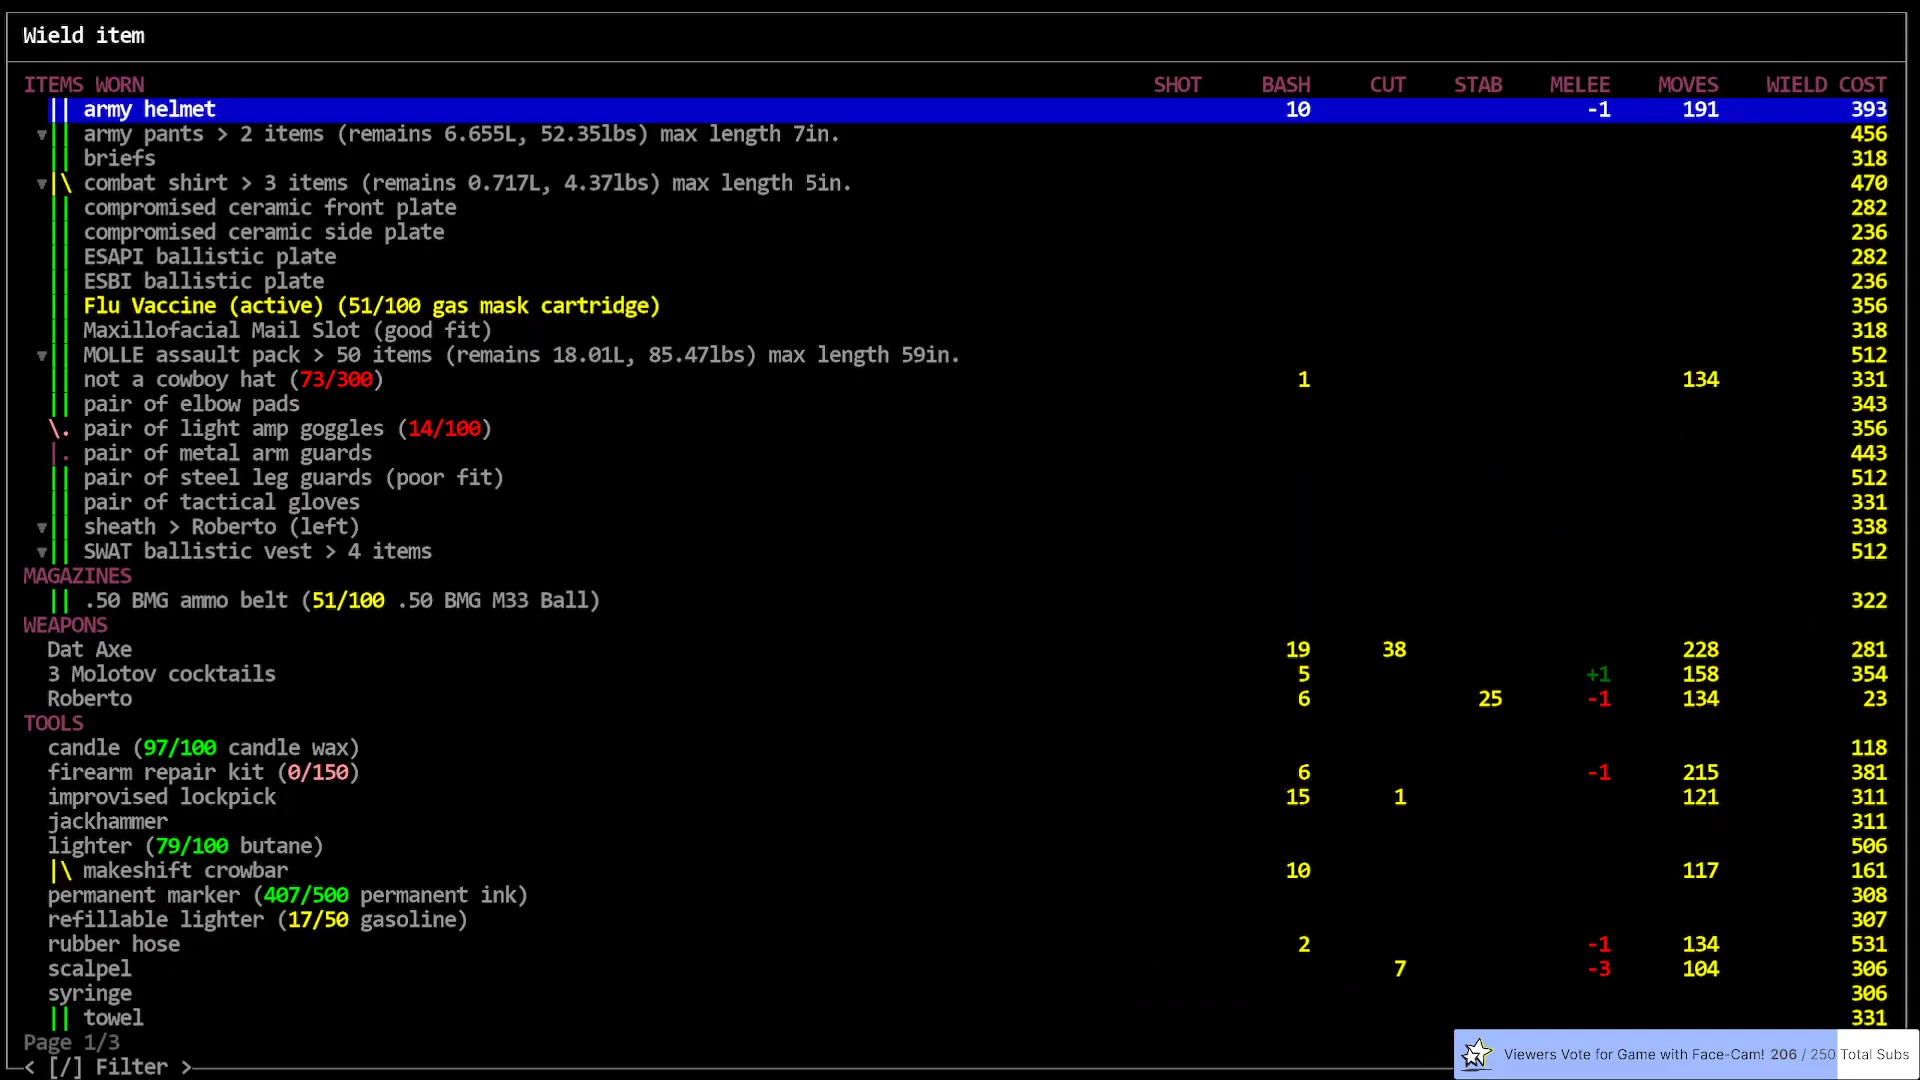 Wield item
ITEMS WORN SHOT BASH CUT STAB MELEE MOVES WIELD COST
|| army helmet 10 -1 191 393
▼|| army pants > 2 items (remains 6.655L, 52.35lbs) max length 7in. 456
|| briefs 318
▼|\ combat shirt > 3 items (remains 0.717L, 4.37lbs) max length 5in. 470
|| compromised ceramic front plate 282
|| compromised ceramic side plate 236
|| ESAPI ballistic plate 282
|| ESBI ballistic plate 236
|| Flu Vaccine (active) (51/100 gas mask cartridge) 356
|| Maxillofacial Mail Slot (good fit) 318
▼|| MOLLE assault pack > 50 items (remains 18.01L, 85.47lbs) max length 59in. 512
|| not a cowboy hat (73/300) 1 134 331
|| pair of elbow pads 343
\. pair of light amp goggles (14/100) 356
|. pair of metal arm guards 443
|| pair of steel leg guards (poor fit) 512
|| pair of tactical gloves 331
▼|| sheath > Roberto (left) 338
▼|| SWAT ballistic vest > 4 items 512
MAGAZINES
|| .50 BMG ammo belt (51/100 .50 BMG M33 Ball) 322
WEAPONS
Dat Axe 19 38 228 281
3 Molotov cocktails 5 +1 158 354
Roberto 6 25 -1 134 23
TOOLS
candle (97/100 candle wax) 118
firearm repair kit (0/150) 6 -1 215 381
improvised lockpick 15 1 121 311
jackhammer 311
lighter (79/100 butane) 506
|\ makeshift crowbar 10 117 161
permanent marker (407/500 permanent ink) 308
refillable lighter (17/50 gasoline) 307
rubber hose 2 -1 134 531
scalpel 7 -3 104 306
syringe 306
|| towel 331
Page 1/3
< [/] Filter >
Viewers Vote for Game with Face-Cam! 206 / 250 Total Subs